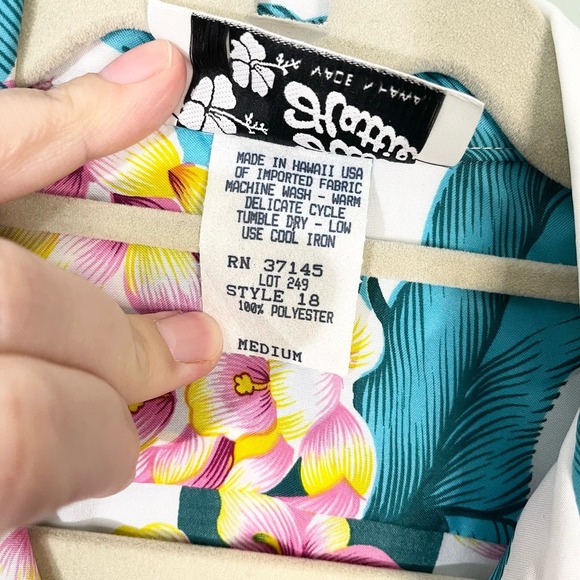 MADE IN HAWAII USA
OF IMPORTED FABRIC
MACHINE WASH - WARM
DELICATE CYCLE
TUMBLE DRY - LOW
USE COOL IRON
RN 37145
LOT 249
STYLE 18
100% POLYESTER
MEDIUM